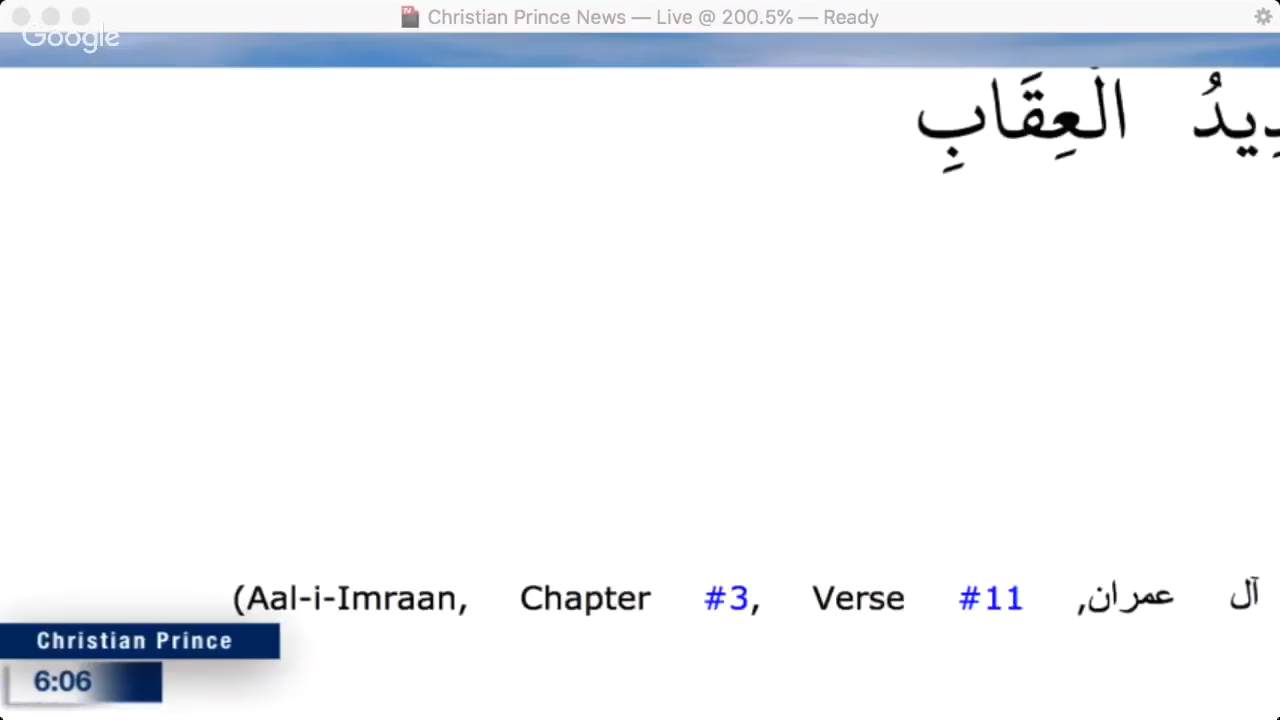 Christian Prince News — Live @ 200.5% — Ready
Google
الْعِقَابِ
(Aal-i-Imraan, Chapter #3, Verse #11 آل عمران,
Christian Prince
6:06